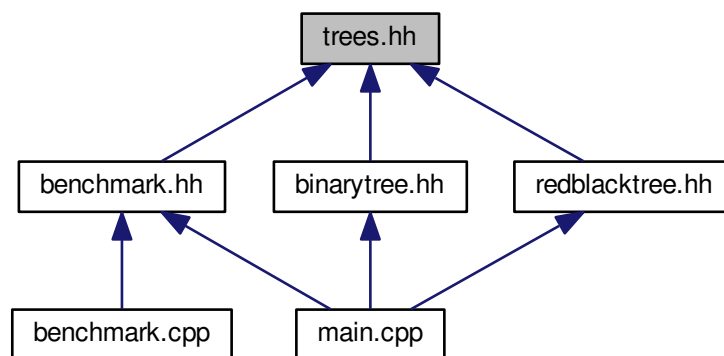 trees.hh
benchmark.hh
binarytree.hh
redblacktree.hh
benchmark.cpp
main.cpp